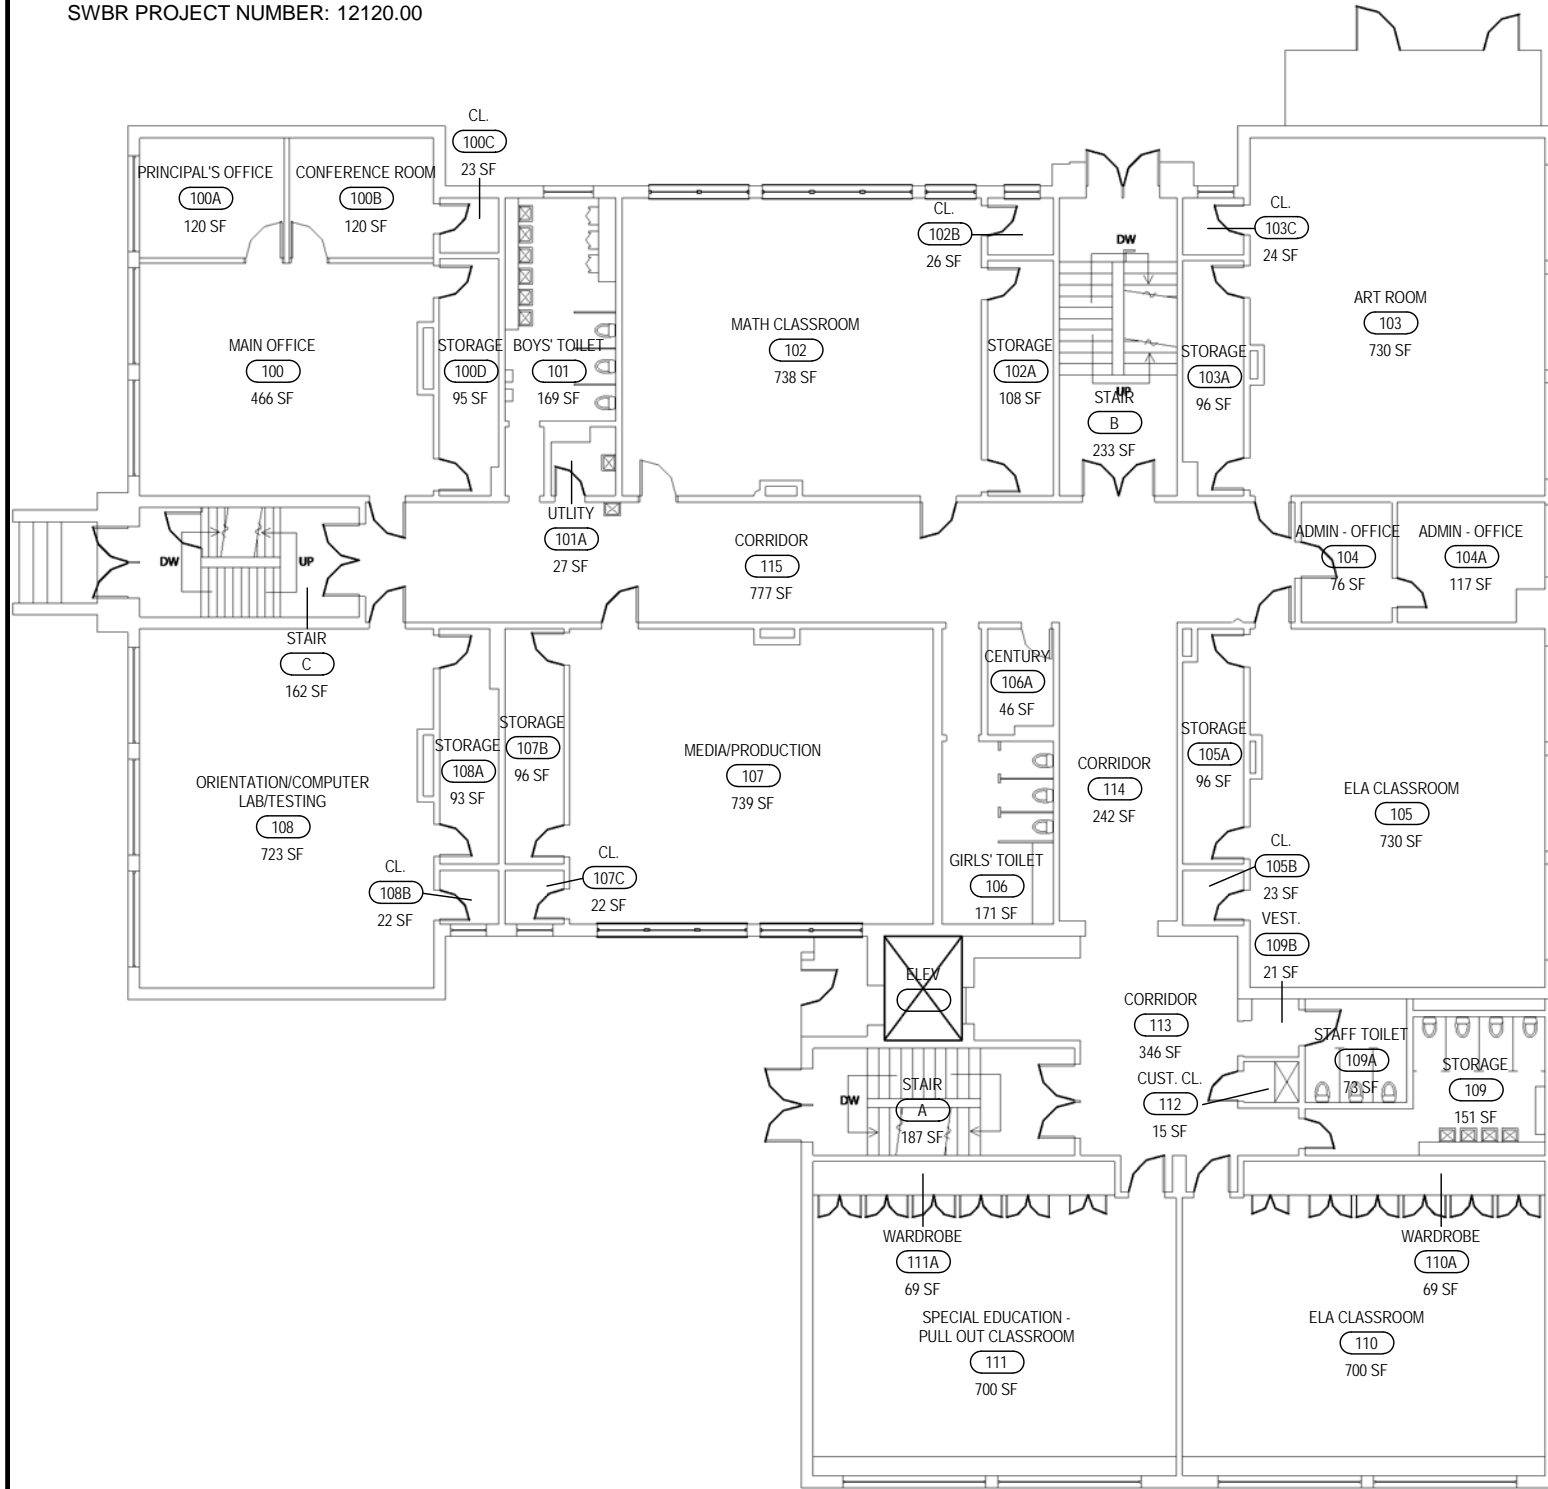 SWBR PROJECT NUMBER: 12120.00
CL.
100C
23 SF
PRINCIPAL'S OFFICE
100A
120 SF
CONFERENCE ROOM
100B
120 SF
CL.
102B
26 SF
DW
CL.
103C
24 SF
MAIN OFFICE
100
466 SF
STORAGE
100D
95 SF
BOYS' TOILET
101
169 SF
MATH CLASSROOM
102
738 SF
STORAGE
102A
108 SF
UP
STAIR
B
233 SF
STORAGE
103A
96 SF
ART ROOM
103
730 SF
DW
UP
UTLITY
101A
27 SF
CORRIDOR
115
777 SF
ADMIN - OFFICE
104
76 SF
ADMIN - OFFICE
104A
117 SF
STAIR
C
162 SF
CENTURY
106A
46 SF
ORIENTATION/COMPUTER
LAB/TESTING
108
723 SF
STORAGE
108A
93 SF
STORAGE
107B
96 SF
MEDIA/PRODUCTION
107
739 SF
CORRIDOR
114
242 SF
STORAGE
105A
96 SF
ELA CLASSROOM
105
730 SF
CL.
108B
22 SF
CL.
107C
22 SF
GIRLS' TOILET
106
171 SF
CL.
105B
23 SF
VEST.
109B
21 SF
ELEV
CORRIDOR
113
346 SF
STAFF TOILET
109A
73 SF
STORAGE
109
151 SF
DW
STAIR
A
187 SF
CUST. CL.
112
15 SF
WARDROBE
111A
69 SF
WARDROBE
110A
69 SF
SPECIAL EDUCATION -
PULL OUT CLASSROOM
111
700 SF
ELA CLASSROOM
110
700 SF